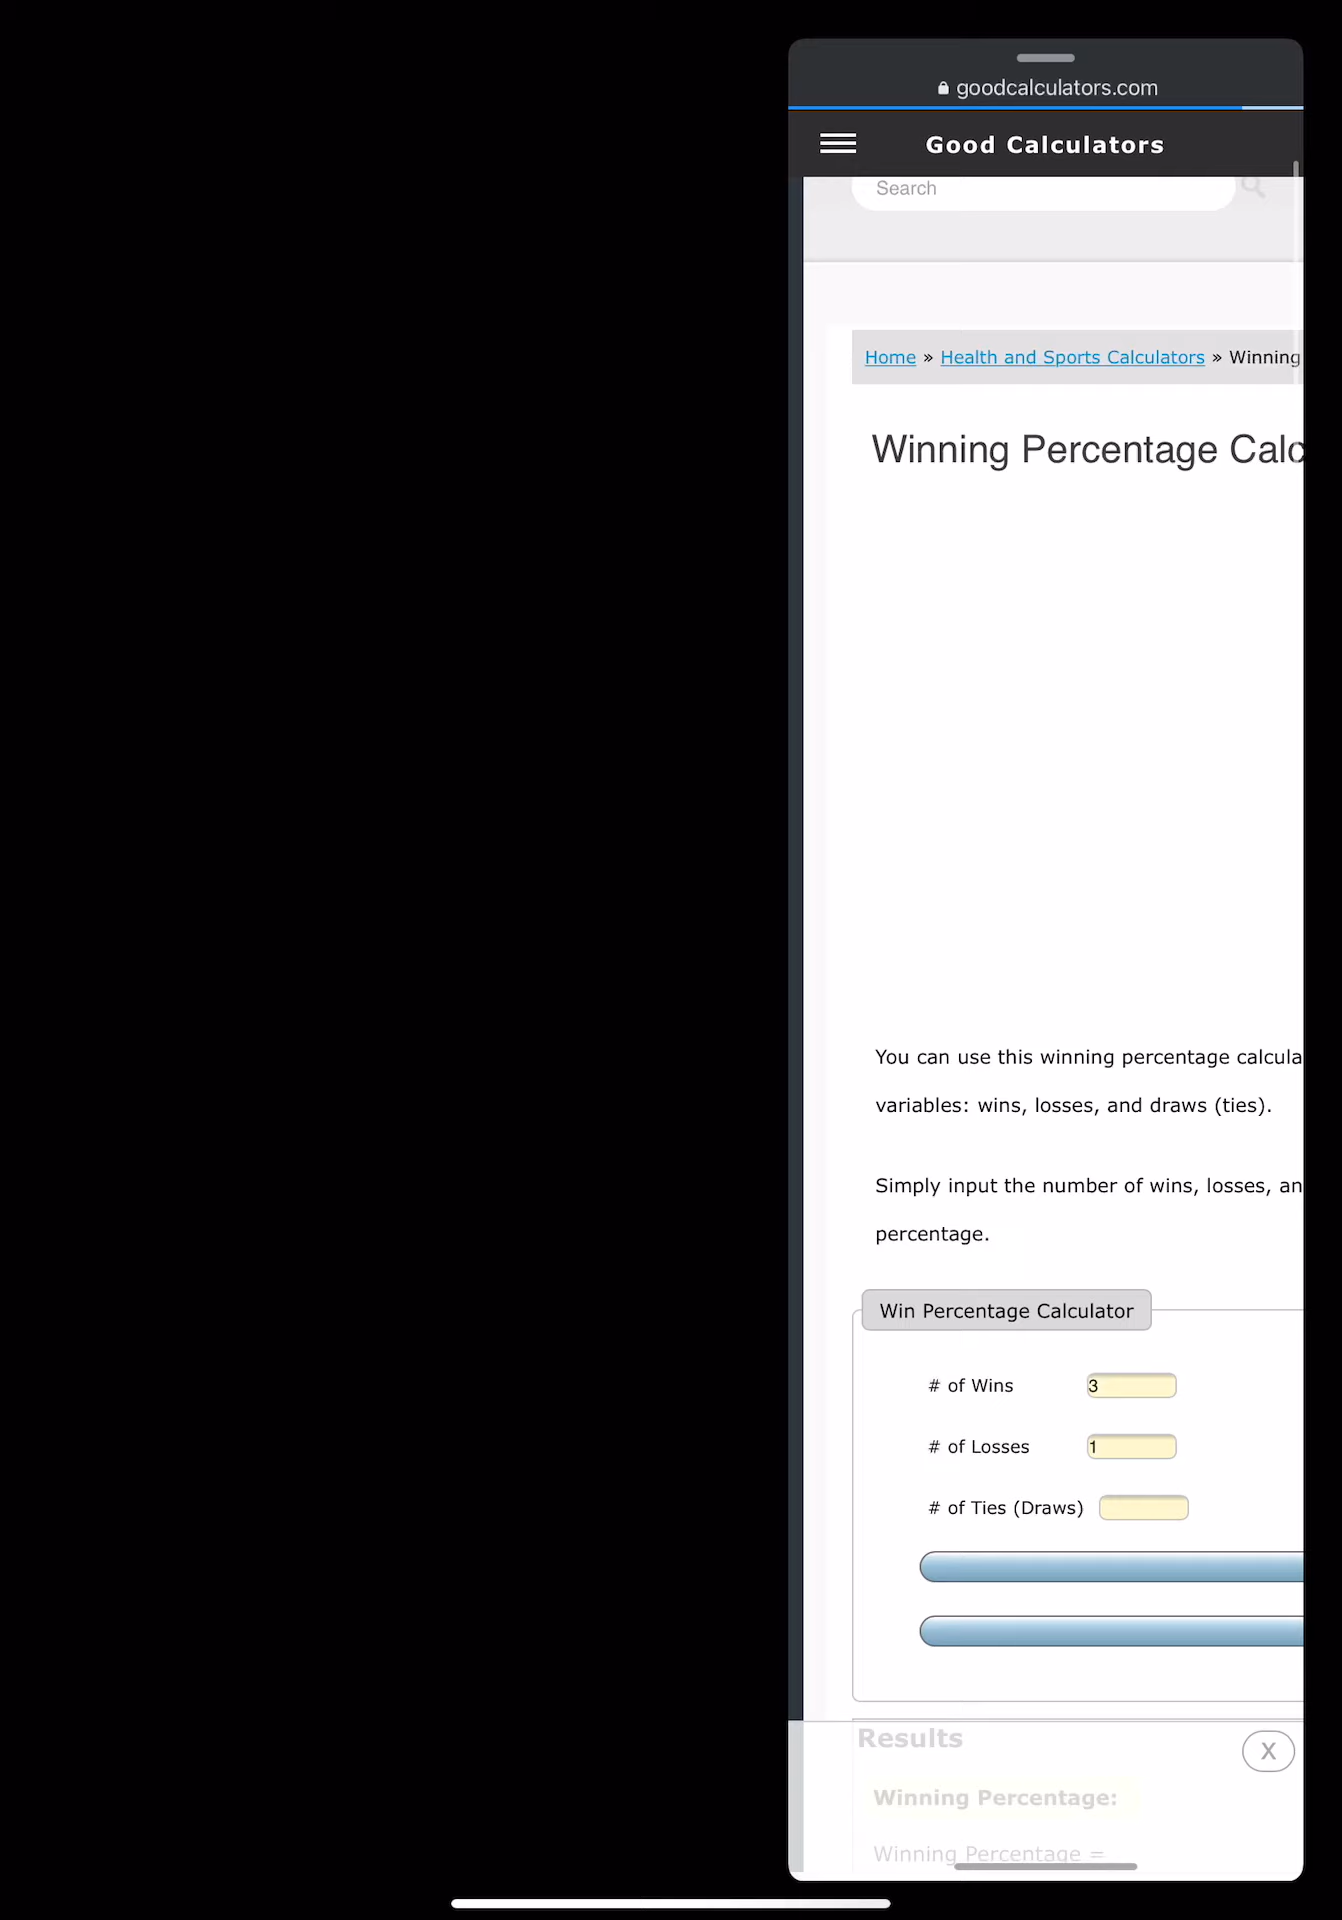 goodcalculators.com
Good Calculators
Search
Home » Health and Sports Calculators » Winning
Winning Percentage Calc
You can use this winning percentage calcula
variables: wins, losses, and draws (ties).
Simply input the number of wins, losses, an
percentage.
Win Percentage Calculator
# of Wins 3
# of Losses 1
# of Ties (Draws)
Results
X
Winning Percentage:
Winning Percentage =